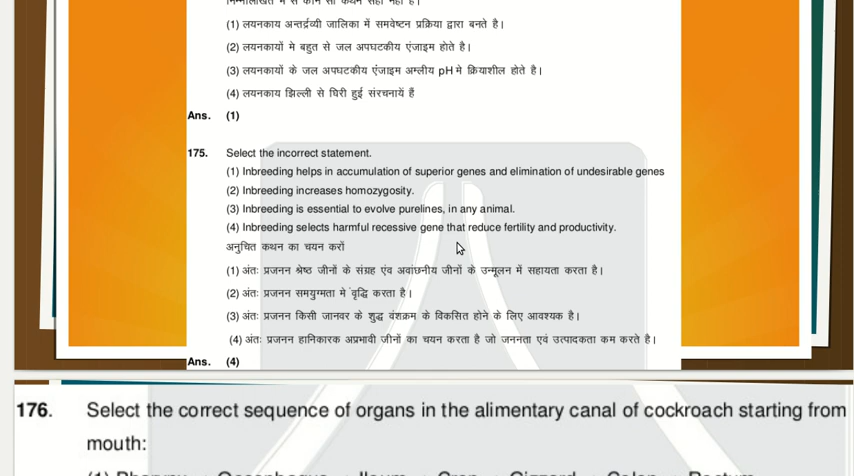 (1) लयनकाय अन्तर्द्रव्यी जालिका में समवेष्टन प्रक्रिया द्वारा बनते है।
(2) लयनकायों मे बहुत से जल अपघटकीय एंजाइम होते है।
(3) लयनकायों के जल अपघटकीय एंजाइम अम्लीय pH मे क्रियाशील होते है।
(4) लयनकाय झिल्ली से घिरी हुई संरचनायें हैं
Ans. (1)
175. Select the incorrect statement.
(1) Inbreeding helps in accumulation of superior genes and elimination of undesirable genes
(2) Inbreeding increases homozygosity.
(3) Inbreeding is essential to evolve purelines, in any animal.
(4) Inbreeding selects harmful recessive gene that reduce fertility and productivity.
अनुचित कथन का चयन करों
(1) अंतः प्रजनन श्रेष्ठ जीनों के संग्रह एंव अवांछनीय जीनों के उन्मूलन में सहायता करता है।
(2) अंतः प्रजनन समयुग्मता मे वृद्धि करता है।
(3) अंतः प्रजनन किसी जानवर के शुद्ध वंशक्रम के विकसित होने के लिए आवश्यक है।
(4) अंतः प्रजनन हानिकारक अप्रभावी जीनों का चयन करता है जो जननता एवं उत्पादकता कम करते है।
Ans. (4)
176. Select the correct sequence of organs in the alimentary canal of cockroach starting from
mouth: